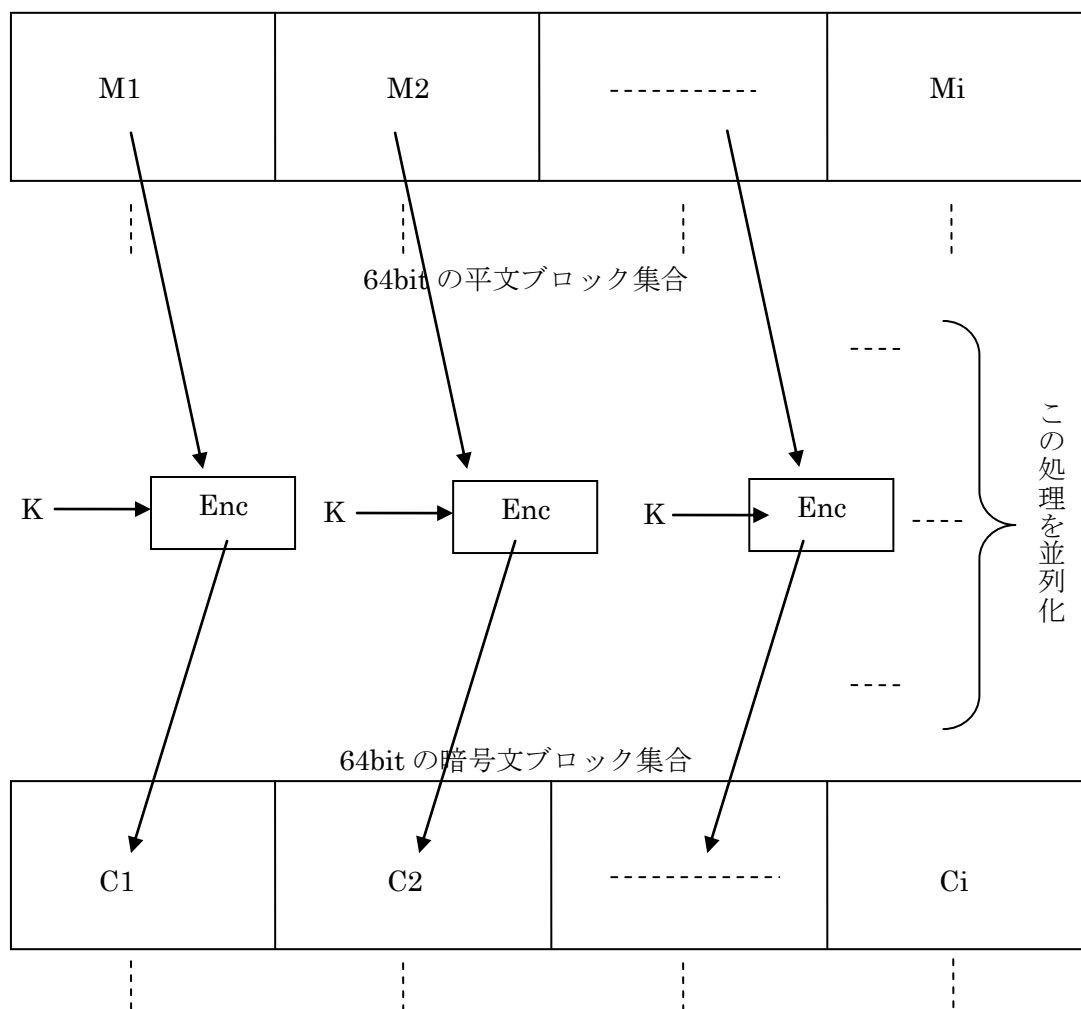 M1
M2
Mi
64bit の平文ブロック集合
K
Enc
K
Enc
K
Enc
この処理を並列化
64bit の暗号文ブロック集合
C1
C2
Ci